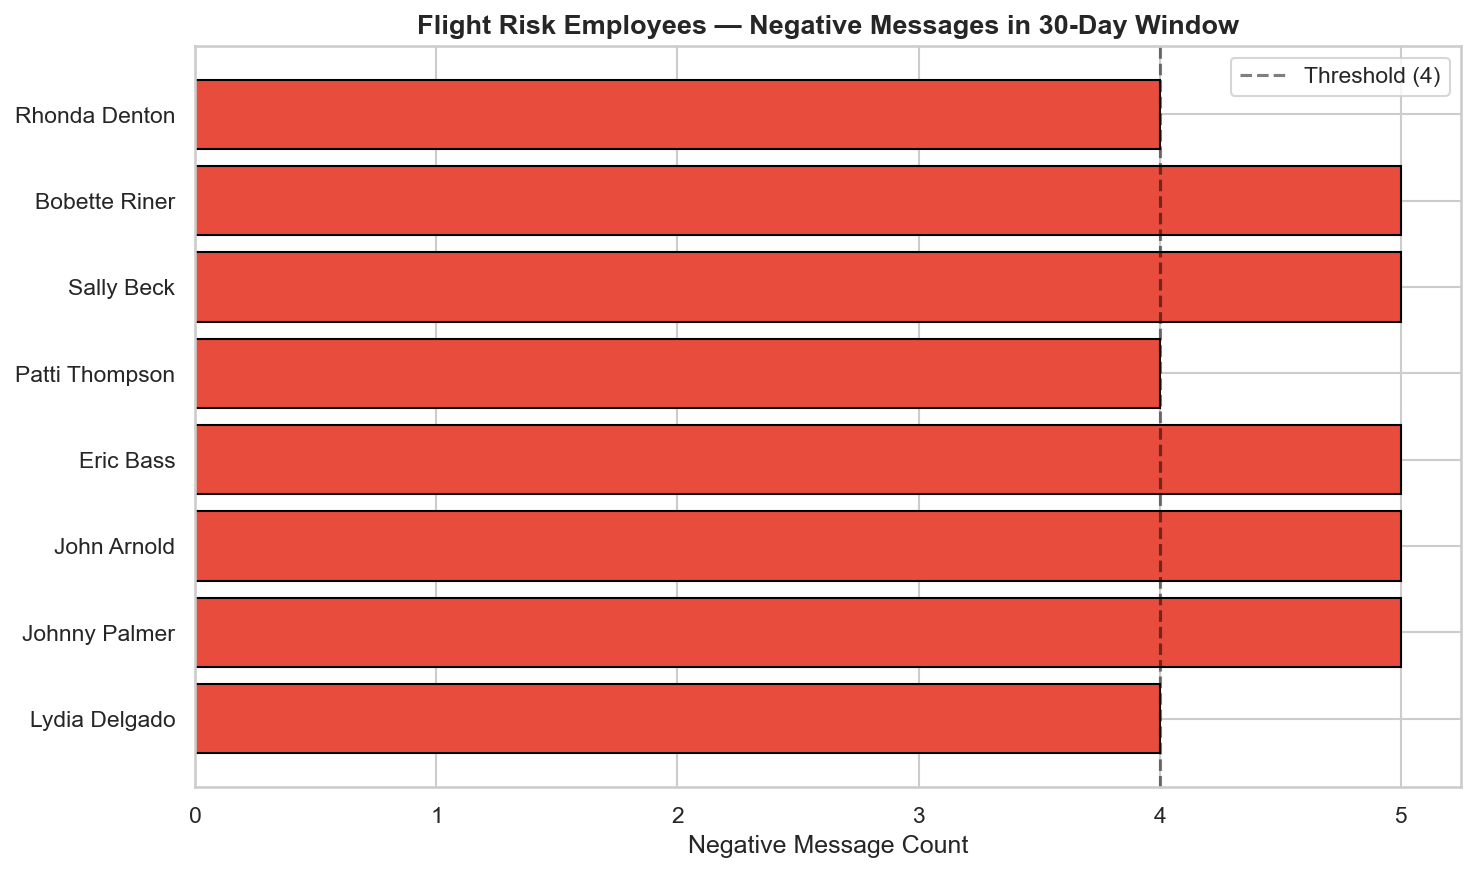 Flight Risk Employees — Negative Messages in 30-Day Window
Threshold (4)
Rhonda Denton
Bobette Riner
Sally Beck
Patti Thompson
Eric Bass
John Arnold
Johnny Palmer
Lydia Delgado
0 1 2 3 4 5
Negative Message Count